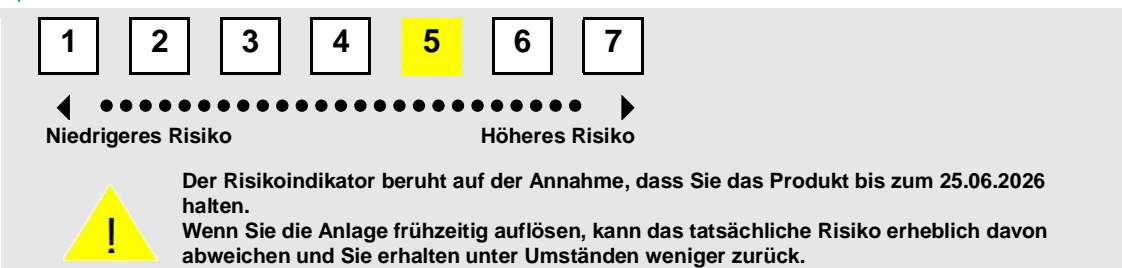 1 2 3 4 5 6 7
Niedrigeres Risiko Höheres Risiko
Der Risikoindikator beruht auf der Annahme, dass Sie das Produkt bis zum 25.06.2026
halten.
Wenn Sie die Anlage frühzeitig auflösen, kann das tatsächliche Risiko erheblich davon
! abweichen und Sie erhalten unter Umständen weniger zurück.